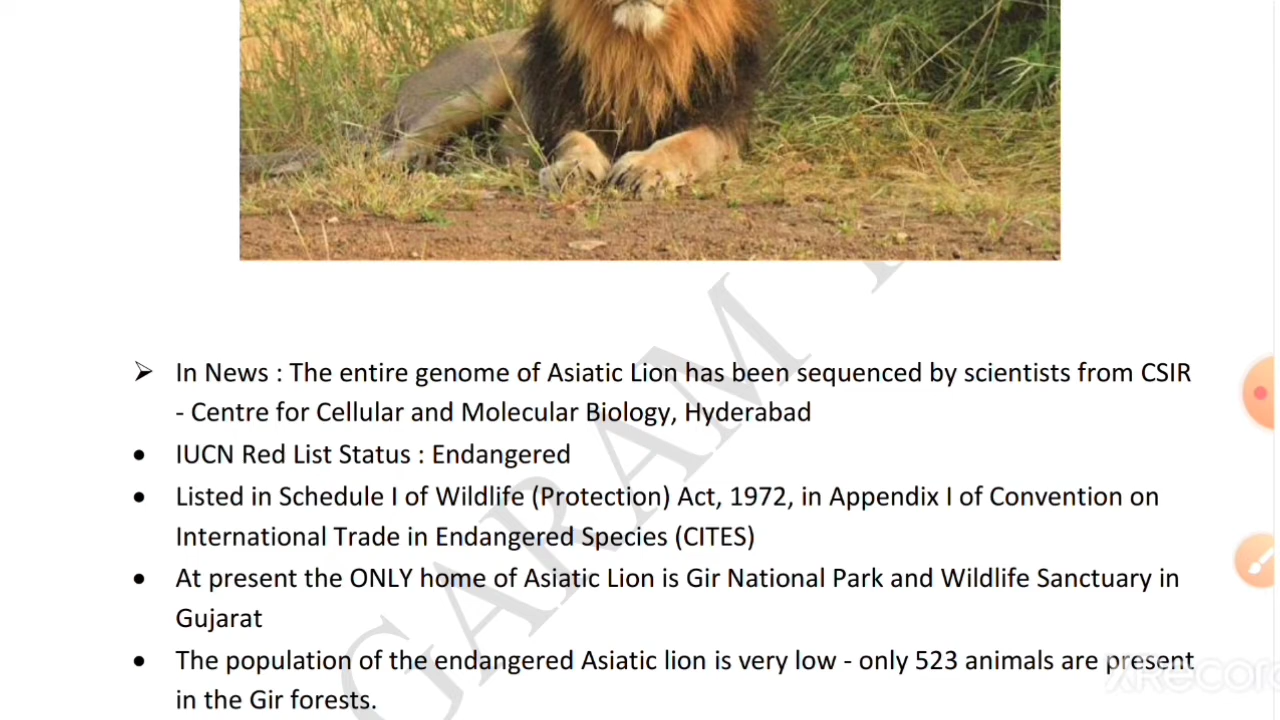 ➢ In News : The entire genome of Asiatic Lion has been sequenced by scientists from CSIR
- Centre for Cellular and Molecular Biology, Hyderabad
• IUCN Red List Status : Endangered
• Listed in Schedule I of Wildlife (Protection) Act, 1972, in Appendix I of Convention on
International Trade in Endangered Species (CITES)
• At present the ONLY home of Asiatic Lion is Gir National Park and Wildlife Sanctuary in
Gujarat
• The population of the endangered Asiatic lion is very low - only 523 animals are present
in the Gir forests.
GARAM